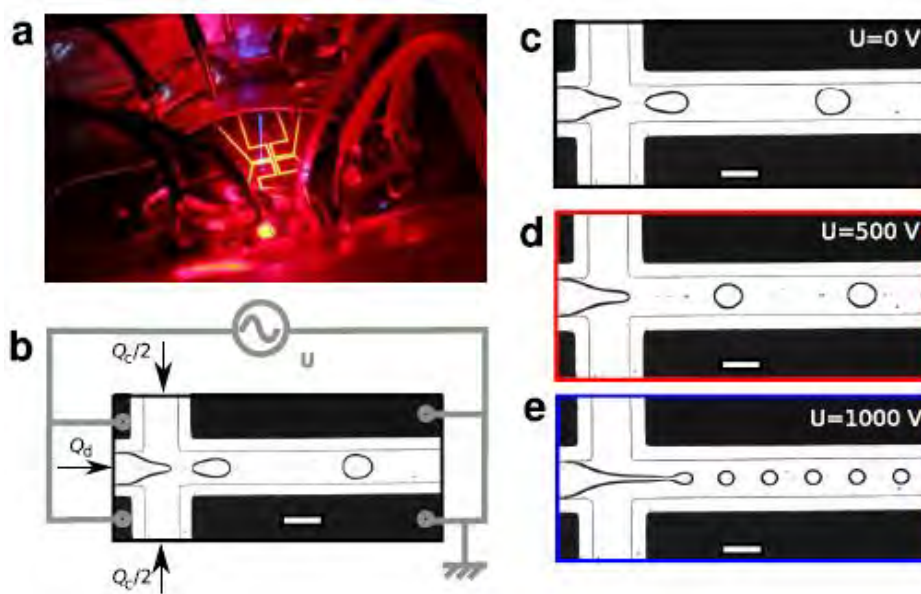 a
b
U
Q_c/2
Q_d
Q_c/2
c
U=0 V
d
U=500 V
e
U=1000 V